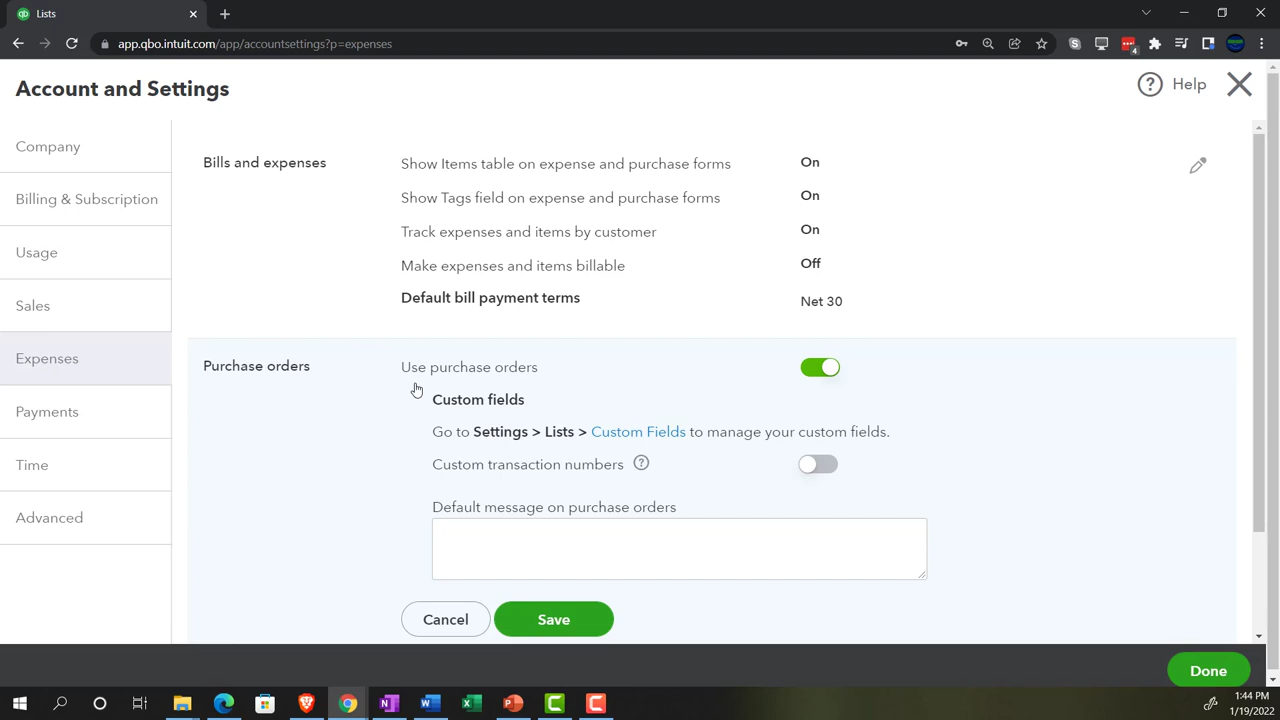 qb Lists
app.qbo.intuit.com/app/accountsettings?p=expenses
4
Account and Settings
? Help
Company
Billing & Subscription
Usage
Sales
Expenses
Payments
Time
Advanced
Bills and expenses
Show Items table on expense and purchase forms On
Show Tags field on expense and purchase forms On
Track expenses and items by customer On
Make expenses and items billable Off
Default bill payment terms Net 30
Purchase orders
Use purchase orders
Custom fields
Go to Settings > Lists > Custom Fields to manage your custom fields.
Custom transaction numbers ?
Default message on purchase orders
Cancel Save
Done
1:44 PM
1/19/2022